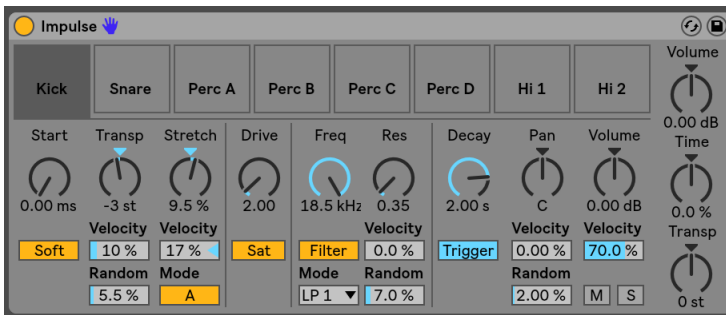 Impulse
Volume
Kick Snare Perc A Perc B Perc C Perc D Hi 1 Hi 2
0.00 dB
Time
Start Transp Stretch Drive Freq Res Decay Pan Volume
0.00 ms -3 st 9.5 % 2.00 18.5 kHz 0.35 2.00 s C 0.00 dB
0.0 %
Velocity Velocity Velocity Velocity Velocity
Transp
Soft 10 % 17 % Sat Filter 0.0 % Trigger 0.00 % 70.0 %
Random Mode Mode Random Random
5.5 % A LP 1 7.0 % 2.00 % M S
0 st